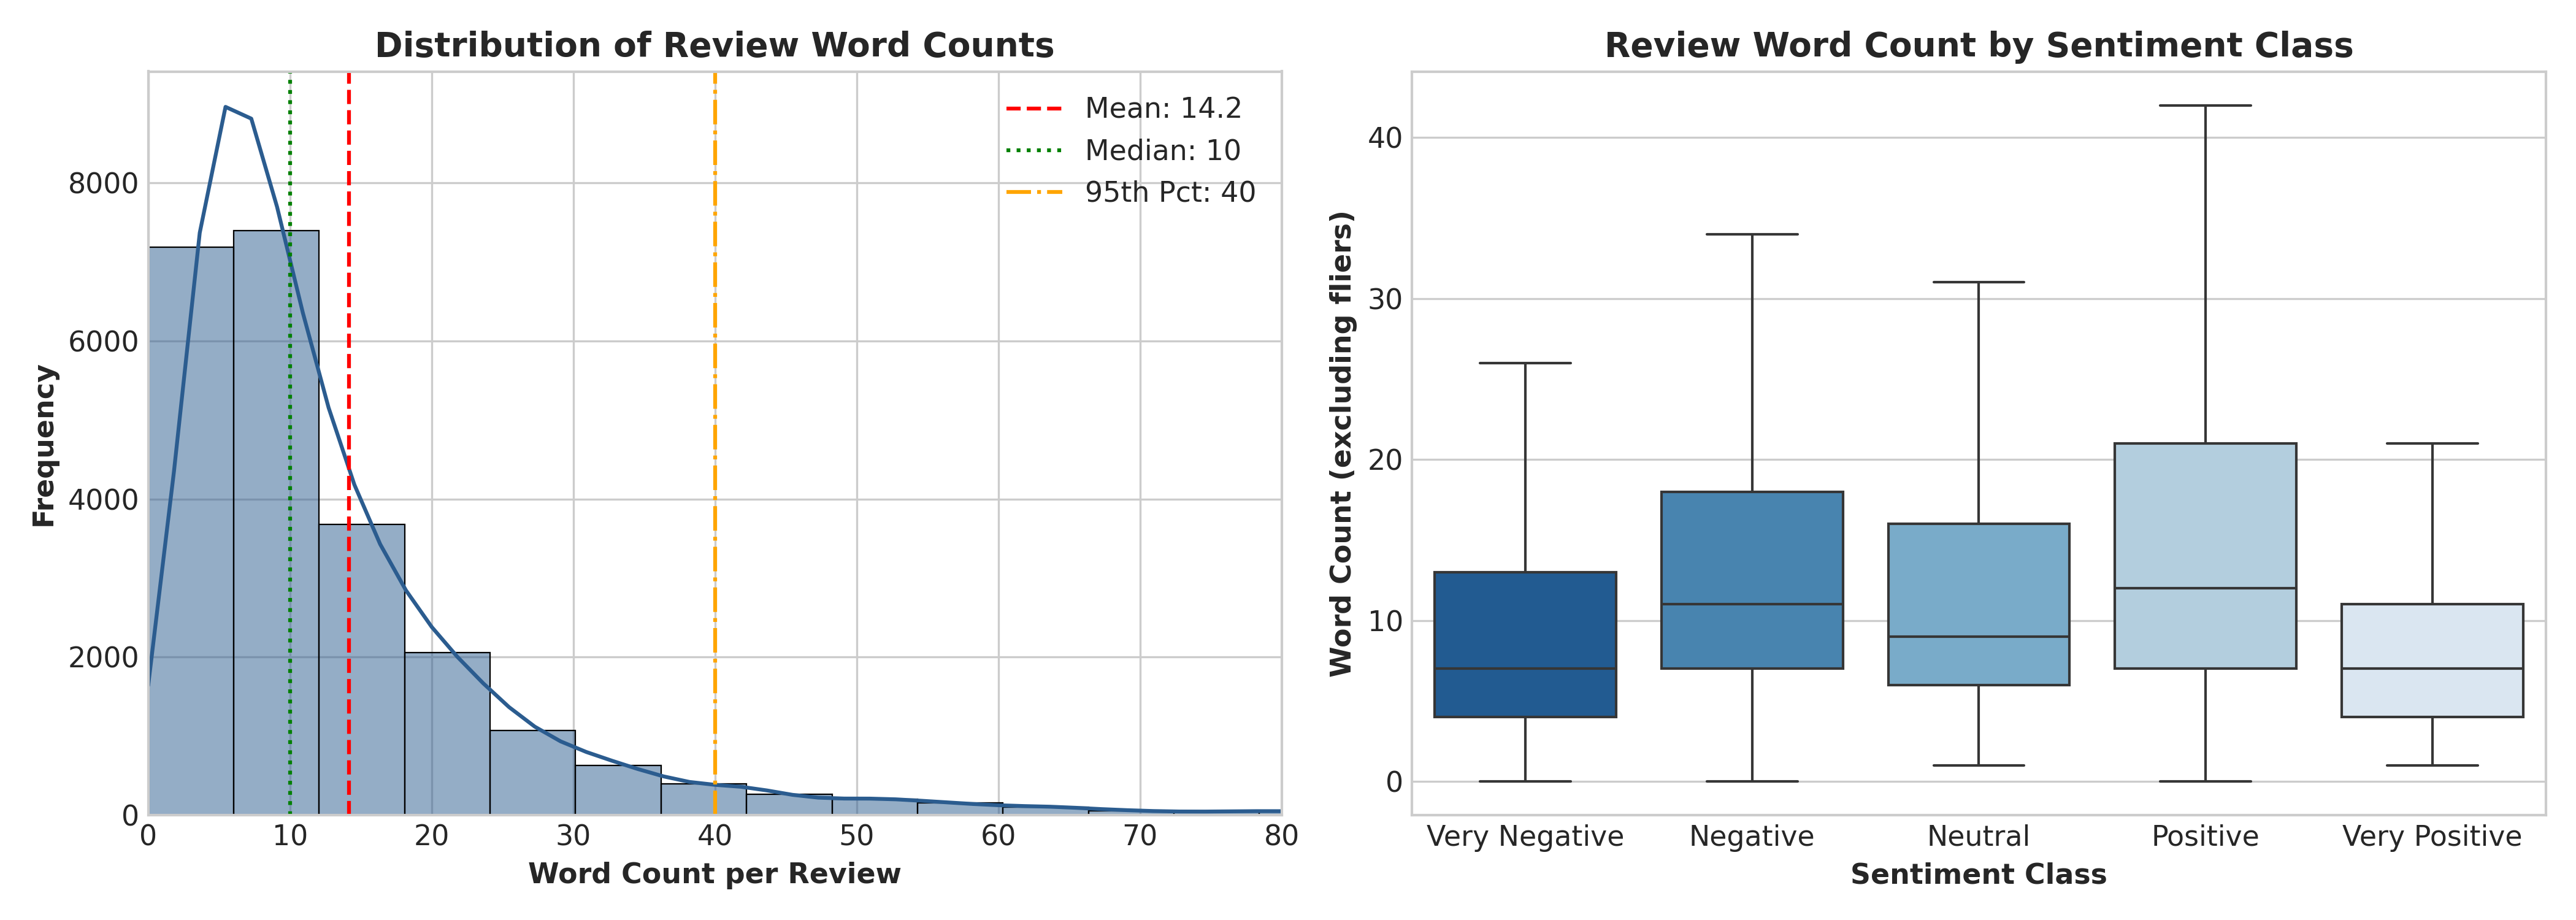 Distribution of Review Word Counts
Mean: 14.2
Median: 10
95th Pct: 40
8000
6000
4000
2000
0
Frequency
0 10 20 30 40 50 60 70 80
Word Count per Review
Review Word Count by Sentiment Class
40
30
20
10
0
Word Count (excluding fliers)
Very Negative Negative Neutral Positive Very Positive
Sentiment Class